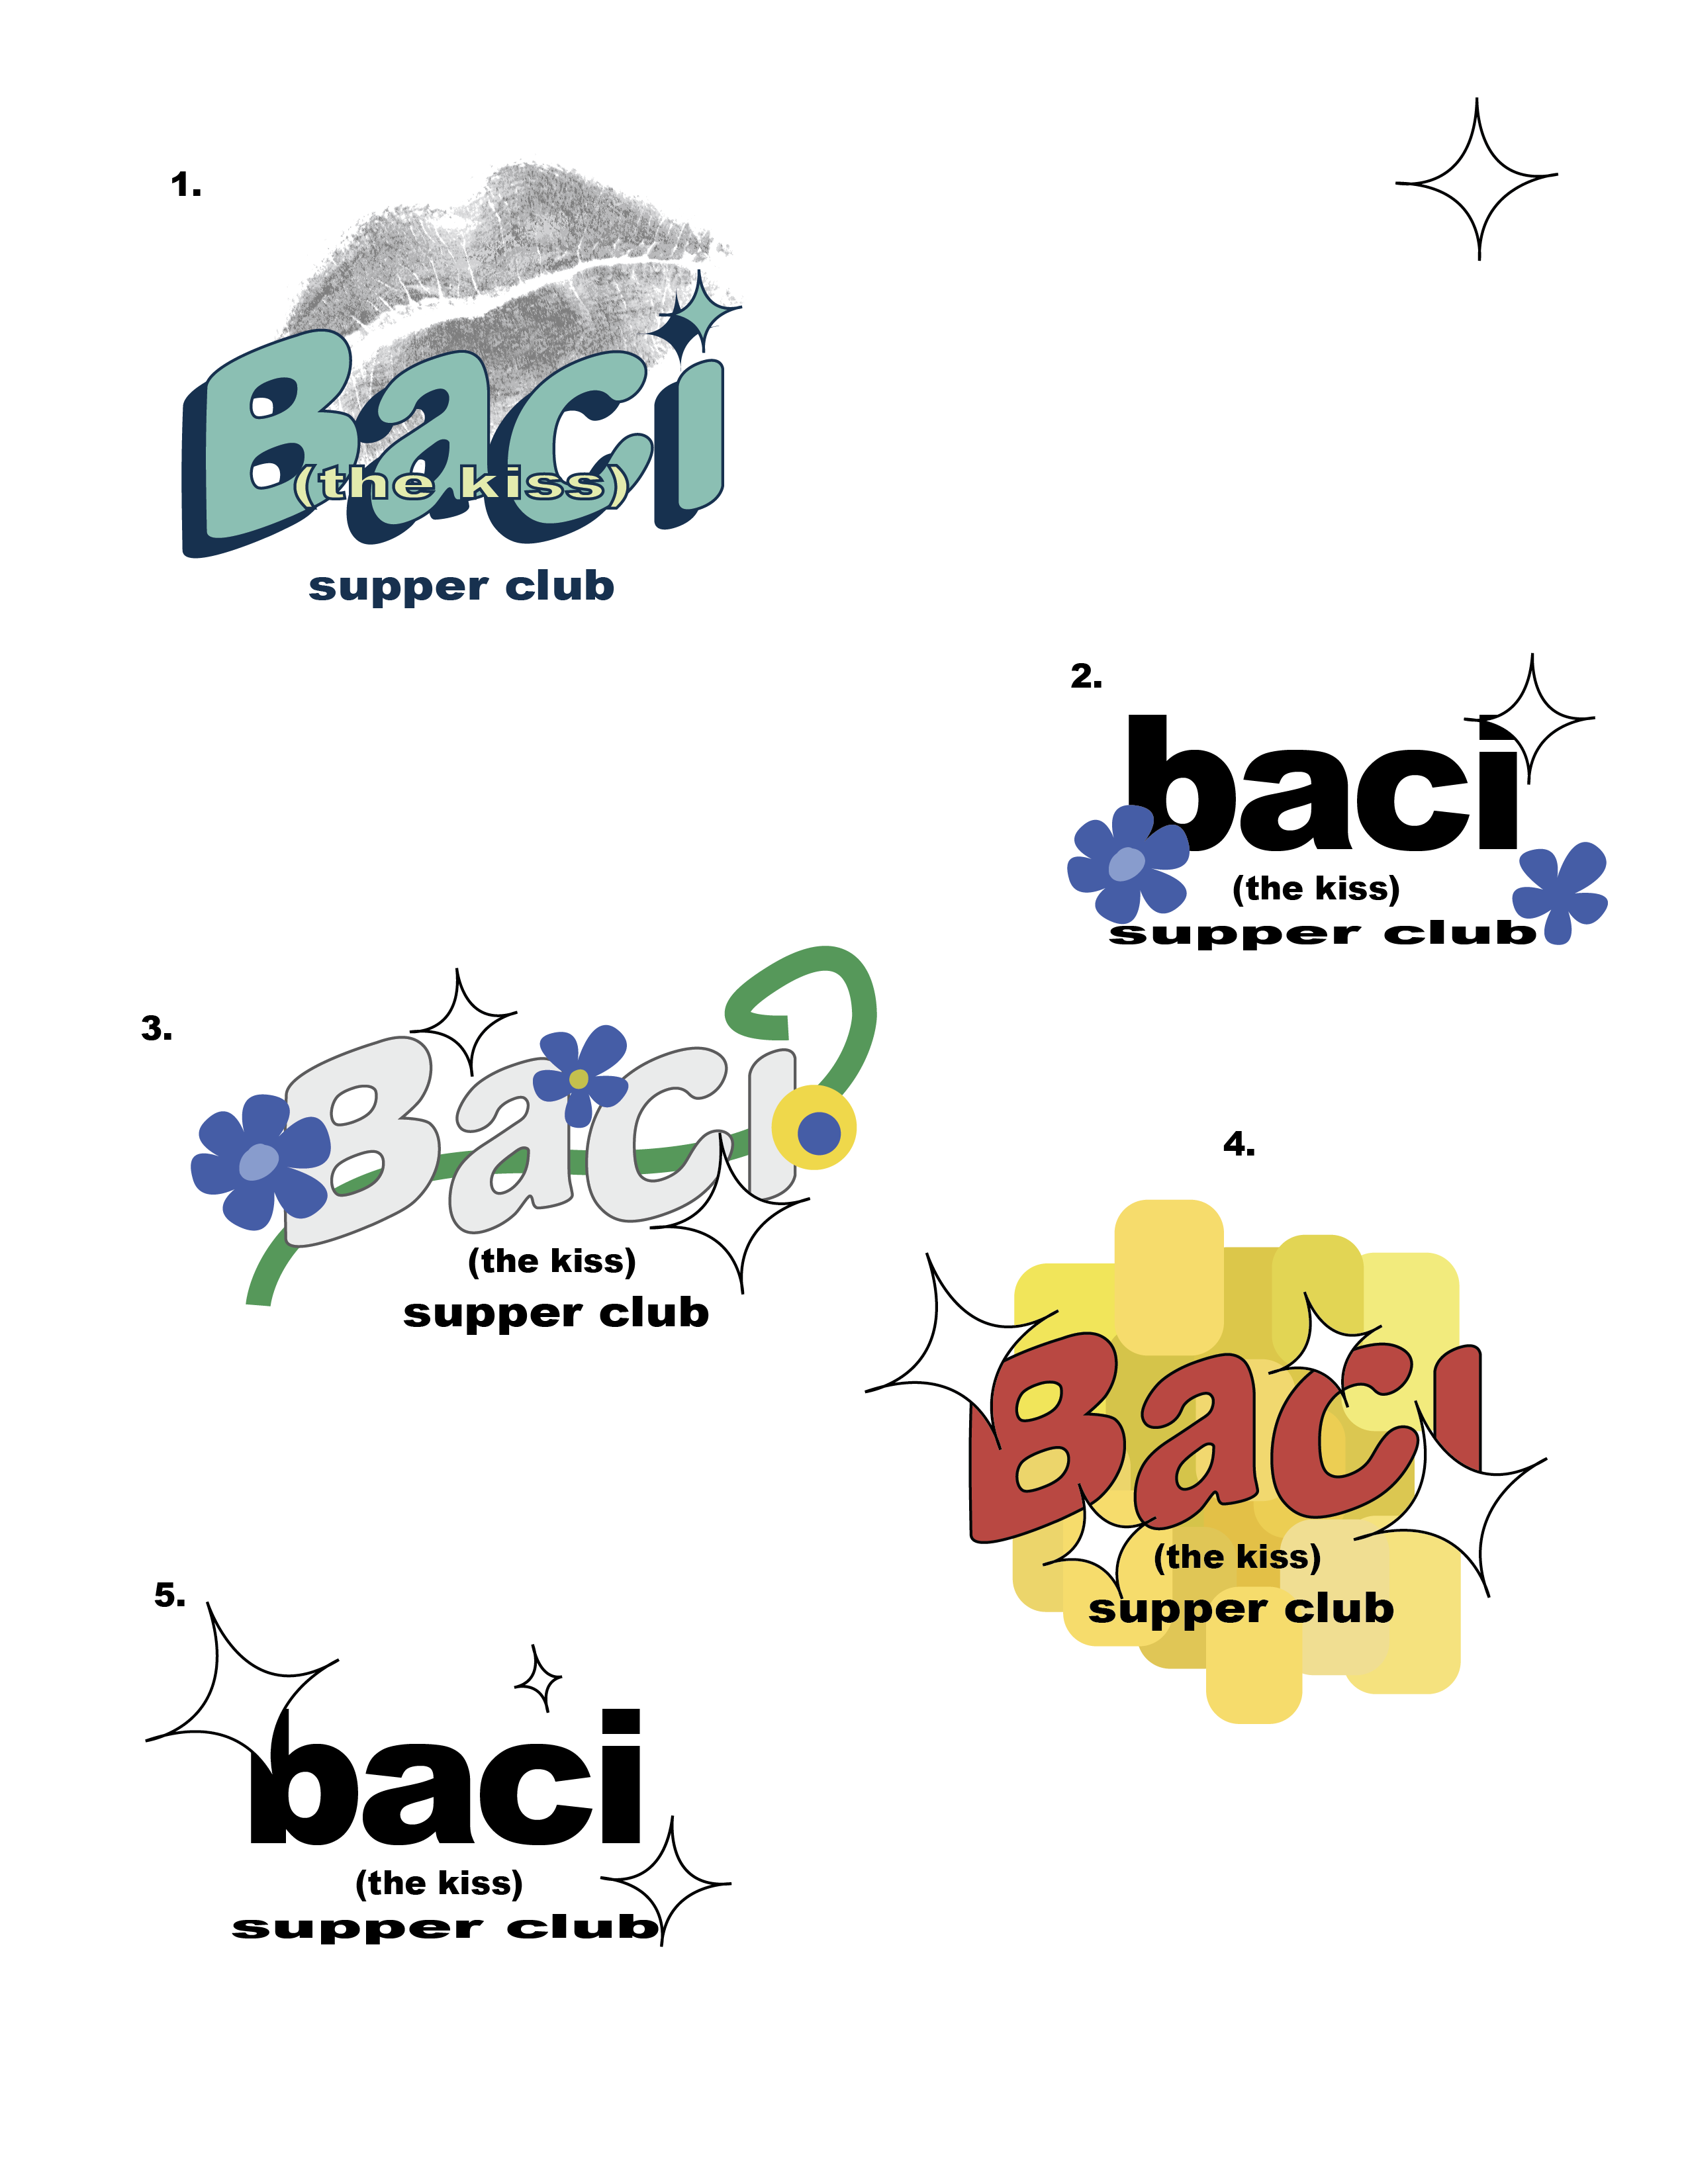 1.
Baci
(the kiss)
supper club
2.
baci
(the kiss)
supper club
3.
Baci
(the kiss)
supper club
4.
Baci
(the kiss)
supper club
5.
baci
(the kiss)
supper club